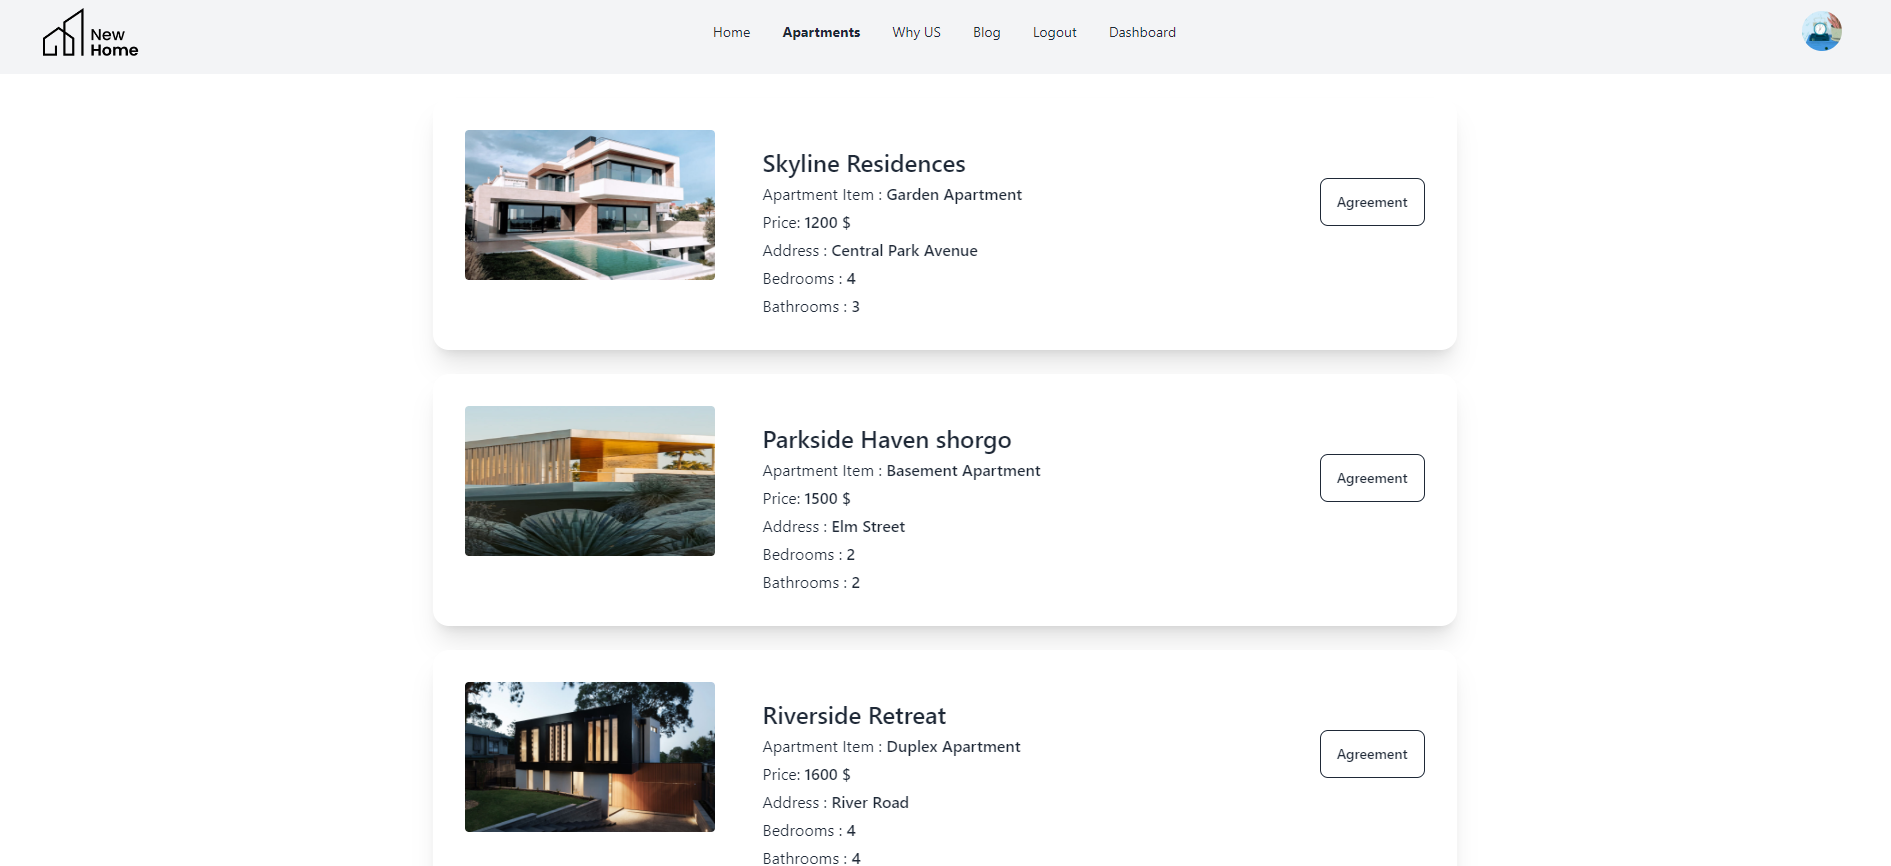 New
Home
Home Apartments Why US Blog Logout Dashboard
Skyline Residences
Apartment Item : Garden Apartment
Price: 1200 $
Address : Central Park Avenue
Bedrooms : 4
Bathrooms : 3
Agreement
Parkside Haven shorgo
Apartment Item : Basement Apartment
Price: 1500 $
Address : Elm Street
Bedrooms : 2
Bathrooms : 2
Agreement
Riverside Retreat
Apartment Item : Duplex Apartment
Price: 1600 $
Address : River Road
Bedrooms : 4
Bathrooms : 4
Agreement